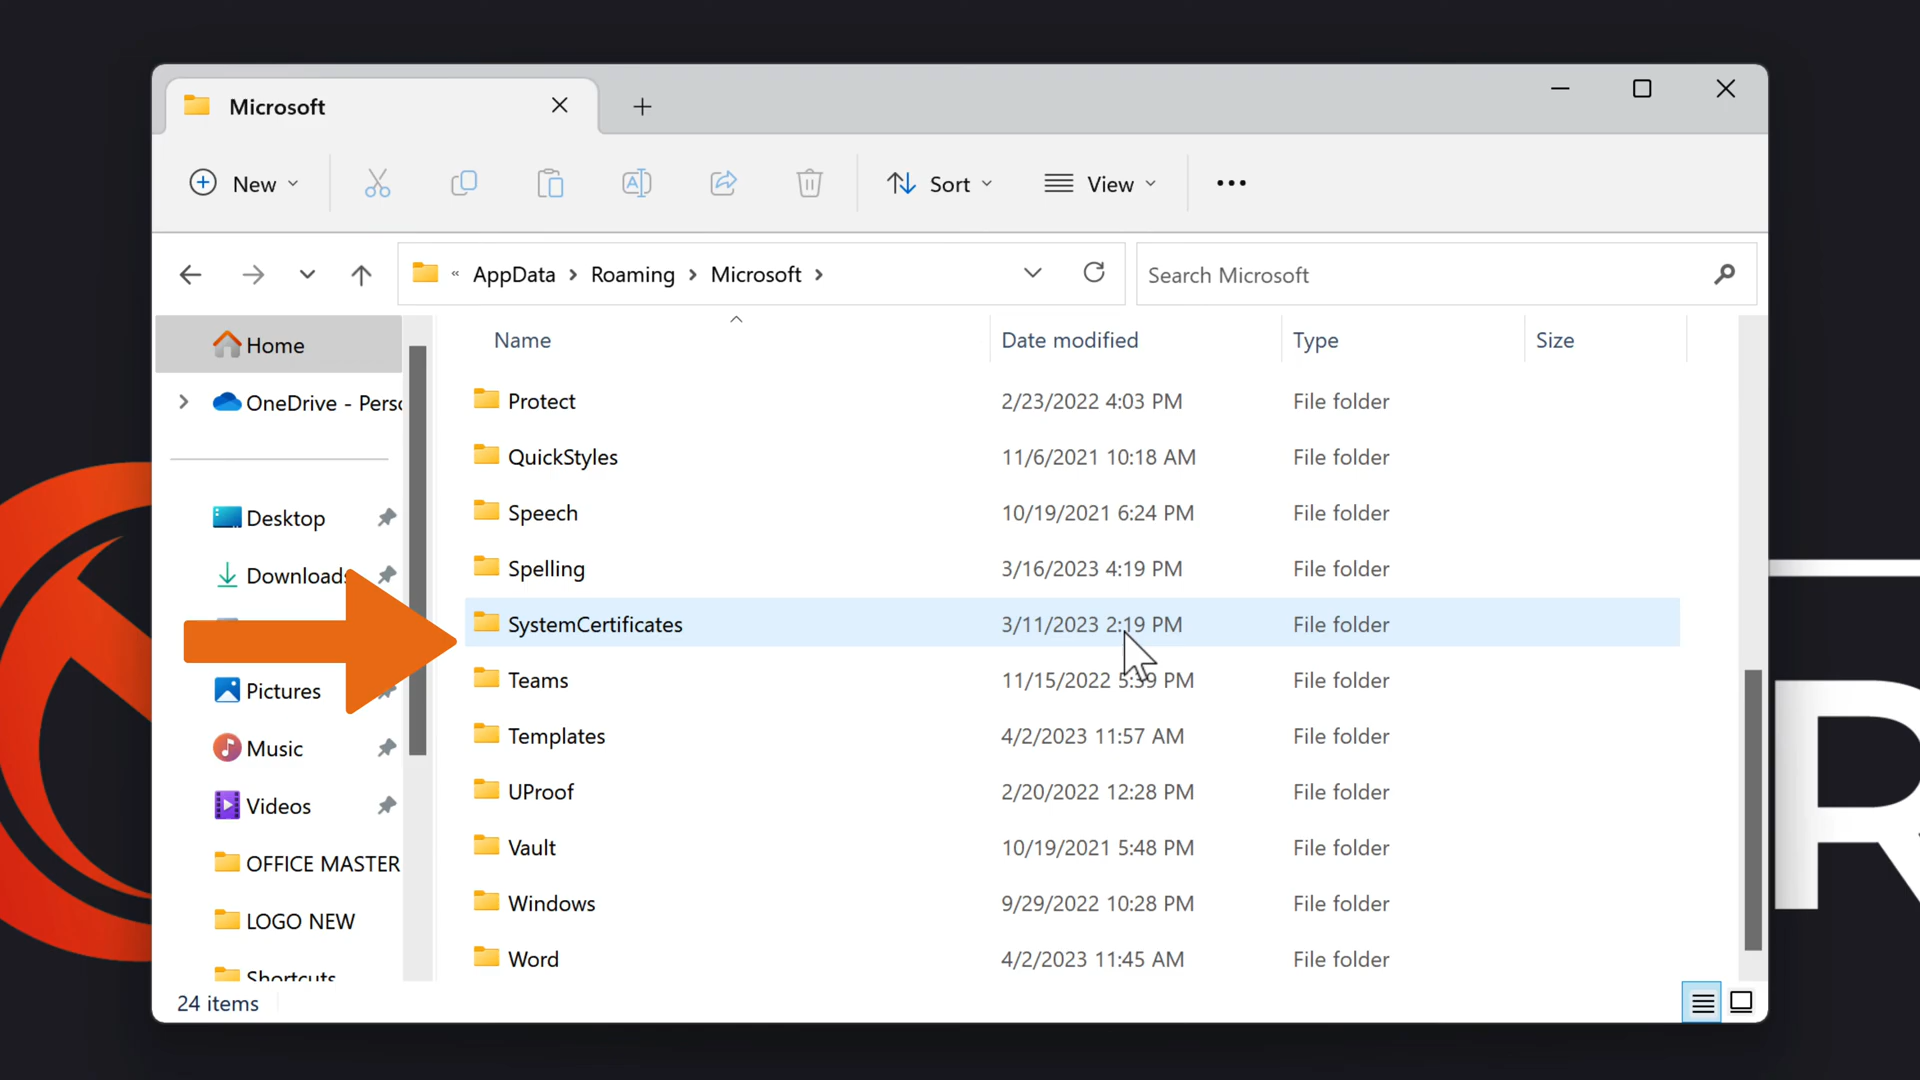 Microsoft
New
Sort
View
« AppData > Roaming > Microsoft >
Search Microsoft
Home
OneDrive - Pers
Desktop
Downloads
Pictures
Music
Videos
OFFICE MASTER
LOGO NEW
Shortcuts
Name Date modified Type Size
Protect 2/23/2022 4:03 PM File folder
QuickStyles 11/6/2021 10:18 AM File folder
Speech 10/19/2021 6:24 PM File folder
Spelling 3/16/2023 4:19 PM File folder
SystemCertificates 3/11/2023 2:19 PM File folder
Teams 11/15/2022 5:39 PM File folder
Templates 4/2/2023 11:57 AM File folder
UProof 2/20/2022 12:28 PM File folder
Vault 10/19/2021 5:48 PM File folder
Windows 9/29/2022 10:28 PM File folder
Word 4/2/2023 11:45 AM File folder
24 items
R